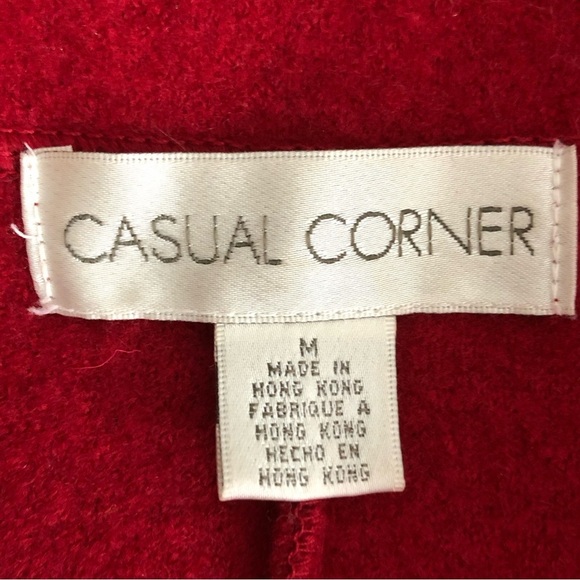 CASUAL CORNER
M
MADE IN
HONG KONG
FABRIQUE A
HONG KONG
HECHO EN
HONG KONG